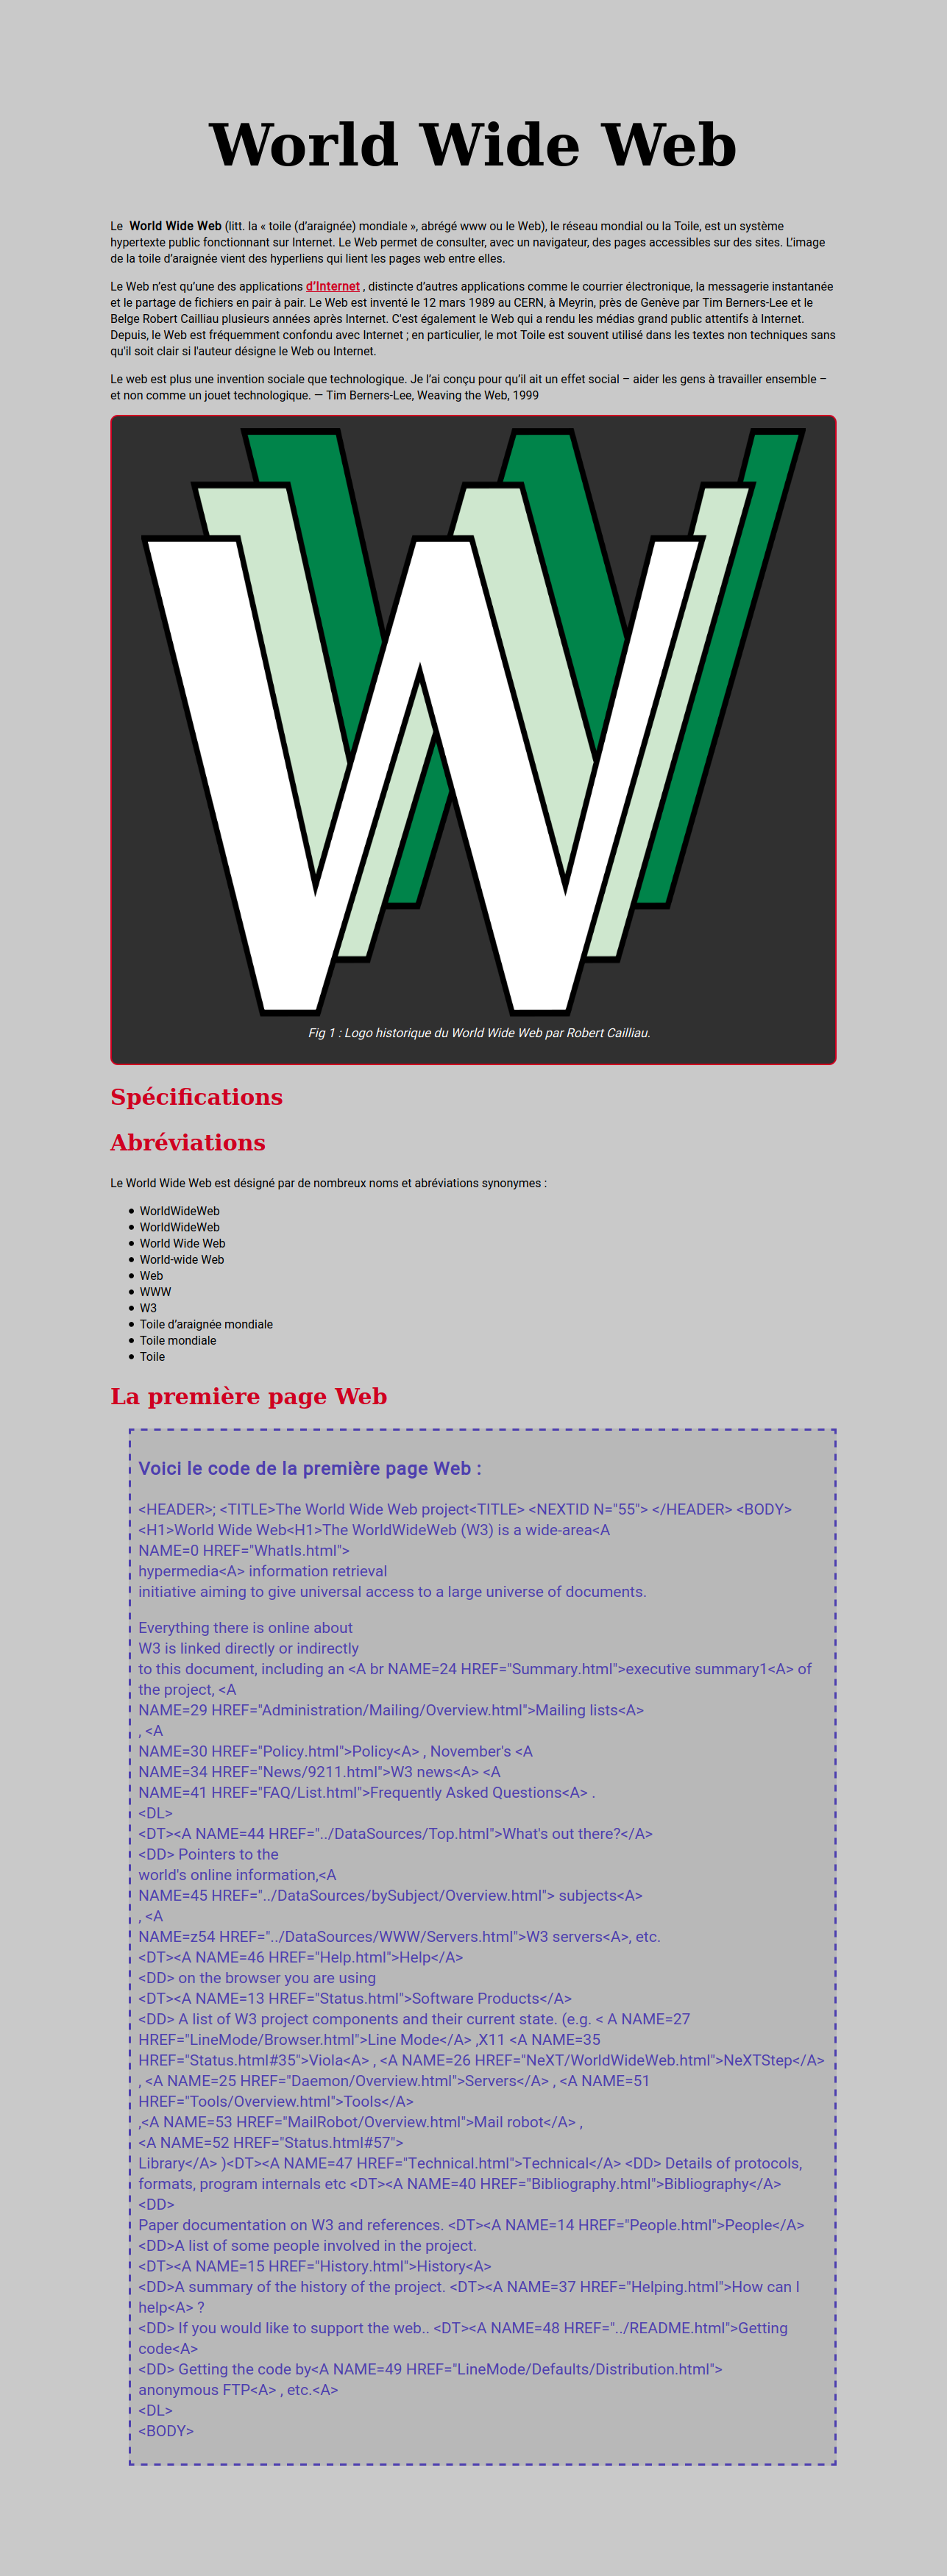 World Wide Web
Le World Wide Web (litt. la « toile (d’araignée) mondiale », abrégé www ou le Web), le réseau mondial ou la Toile, est un système
hypertexte public fonctionnant sur Internet. Le Web permet de consulter, avec un navigateur, des pages accessibles sur des sites. L’image
de la toile d’araignée vient des hyperliens qui lient les pages web entre elles.
Le Web n’est qu’une des applications d’Internet , distincte d’autres applications comme le courrier électronique, la messagerie instantanée
et le partage de fichiers en pair à pair. Le Web est inventé le 12 mars 1989 au CERN, à Meyrin, près de Genève par Tim Berners-Lee et le
Belge Robert Cailliau plusieurs années après Internet. C'est également le Web qui a rendu les médias grand public attentifs à Internet.
Depuis, le Web est fréquemment confondu avec Internet ; en particulier, le mot Toile est souvent utilisé dans les textes non techniques sans
qu'il soit clair si l'auteur désigne le Web ou Internet.
Le web est plus une invention sociale que technologique. Je l’ai conçu pour qu’il ait un effet social – aider les gens à travailler ensemble –
et non comme un jouet technologique. — Tim Berners-Lee, Weaving the Web, 1999
Fig 1 : Logo historique du World Wide Web par Robert Cailliau.
Spécifications
Abréviations
Le World Wide Web est désigné par de nombreux noms et abréviations synonymes :
WorldWideWeb
WorldWideWeb
World Wide Web
World-wide Web
Web
WWW
W3
Toile d’araignée mondiale
Toile mondiale
Toile
La première page Web
Voici le code de la première page Web :
<HEADER>; <TITLE>The World Wide Web project<TITLE> <NEXTID N="55"> </HEADER> <BODY>
<H1>World Wide Web<H1>The WorldWideWeb (W3) is a wide-area<A
NAME=0 HREF="WhatIs.html">
hypermedia<A> information retrieval
initiative aiming to give universal access to a large universe of documents.
Everything there is online about
W3 is linked directly or indirectly
to this document, including an <A br NAME=24 HREF="Summary.html">executive summary1<A> of
the project, <A
NAME=29 HREF="Administration/Mailing/Overview.html">Mailing lists<A>
, <A
NAME=30 HREF="Policy.html">Policy<A> , November's <A
NAME=34 HREF="News/9211.html">W3 news<A> <A
NAME=41 HREF="FAQ/List.html">Frequently Asked Questions<A> .
<DL>
<DT><A NAME=44 HREF="../DataSources/Top.html">What's out there?</A>
<DD> Pointers to the
world's online information,<A
NAME=45 HREF="../DataSources/bySubject/Overview.html"> subjects<A>
, <A
NAME=z54 HREF="../DataSources/WWW/Servers.html">W3 servers<A>, etc.
<DT><A NAME=46 HREF="Help.html">Help</A>
<DD> on the browser you are using
<DT><A NAME=13 HREF="Status.html">Software Products</A>
<DD> A list of W3 project components and their current state. (e.g. < A NAME=27
HREF="LineMode/Browser.html">Line Mode</A> ,X11 <A NAME=35
HREF="Status.html#35">Viola<A> , <A NAME=26 HREF="NeXT/WorldWideWeb.html">NeXTStep</A>
, <A NAME=25 HREF="Daemon/Overview.html">Servers</A> , <A NAME=51
HREF="Tools/Overview.html">Tools</A>
,<A NAME=53 HREF="MailRobot/Overview.html">Mail robot</A> ,
<A NAME=52 HREF="Status.html#57">
Library</A> )<DT><A NAME=47 HREF="Technical.html">Technical</A> <DD> Details of protocols,
formats, program internals etc <DT><A NAME=40 HREF="Bibliography.html">Bibliography</A>
<DD>
Paper documentation on W3 and references. <DT><A NAME=14 HREF="People.html">People</A>
<DD>A list of some people involved in the project.
<DT><A NAME=15 HREF="History.html">History<A>
<DD>A summary of the history of the project. <DT><A NAME=37 HREF="Helping.html">How can I
help<A> ?
<DD> If you would like to support the web.. <DT><A NAME=48 HREF="../README.html">Getting
code<A>
<DD> Getting the code by<A NAME=49 HREF="LineMode/Defaults/Distribution.html">
anonymous FTP<A> , etc.<A>
<DL>
<BODY>